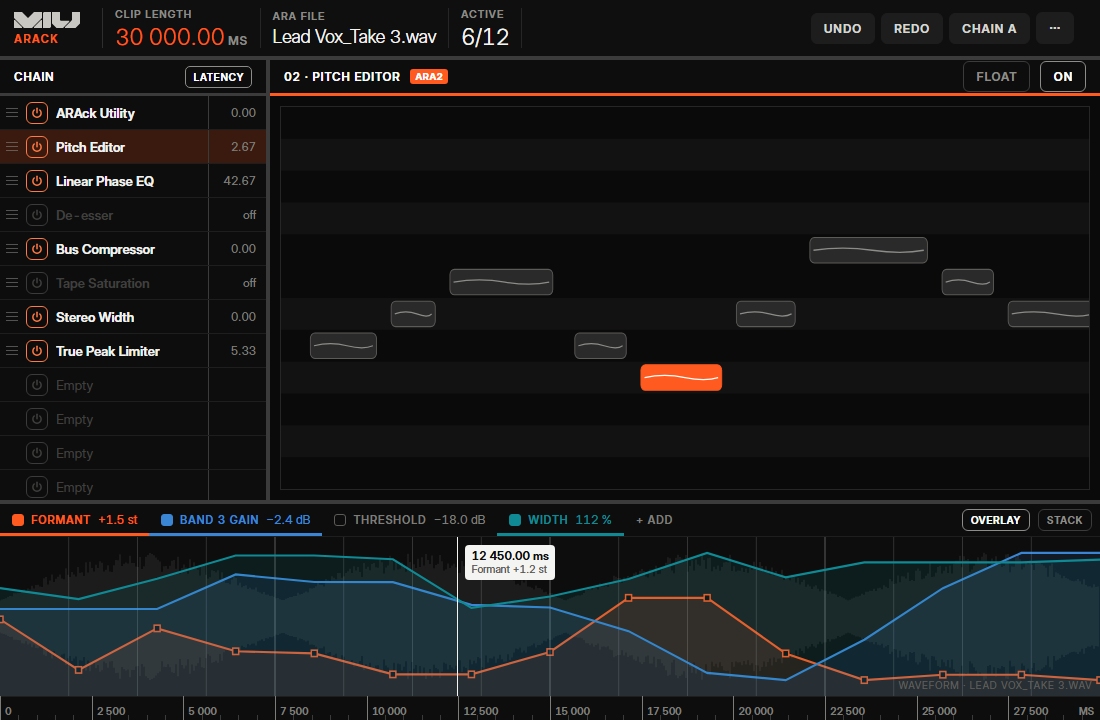 MIIJ
ARACK
CLIP LENGTH
30 000.00 MS
ARA FILE
Lead Vox_Take 3.wav
ACTIVE
6/12
UNDO
REDO
CHAIN A
···
CHAIN
LATENCY
ARAck Utility 0.00
Pitch Editor 2.67
Linear Phase EQ 42.67
De-esser off
Bus Compressor 0.00
Tape Saturation off
Stereo Width 0.00
True Peak Limiter 5.33
Empty
Empty
Empty
Empty
02 · PITCH EDITOR ARA2
FLOAT
ON
FORMANT +1.5 st
BAND 3 GAIN −2.4 dB
THRESHOLD −18.0 dB
WIDTH 112 %
+ ADD
OVERLAY
STACK
12 450.00 ms
Formant +1.2 st
WAVEFORM · LEAD VOX_TAKE 3.WAV
0 2 500 5 000 7 500 10 000 12 500 15 000 17 500 20 000 22 500 25 000 27 500 MS